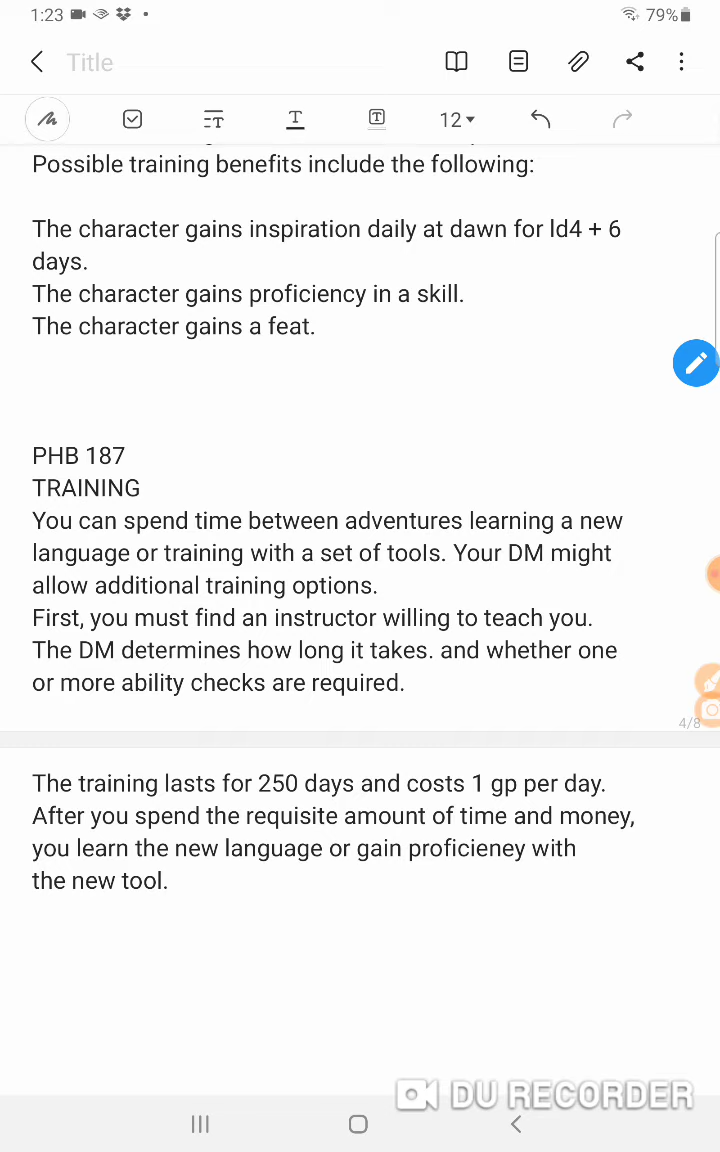 1:23
79%
Title
12
Possible training benefits include the following:
The character gains inspiration daily at dawn for ld4 + 6
days.
The character gains proficiency in a skill.
The character gains a feat.
PHB 187
TRAINING
You can spend time between adventures learning a new
language or training with a set of tools. Your DM might
allow additional training options.
First, you must find an instructor willing to teach you.
The DM determines how long it takes. and whether one
or more ability checks are required.
4/8
The training lasts for 250 days and costs 1 gp per day.
After you spend the requisite amount of time and money,
you learn the new language or gain proficieney with
the new tool.
DU RECORDER